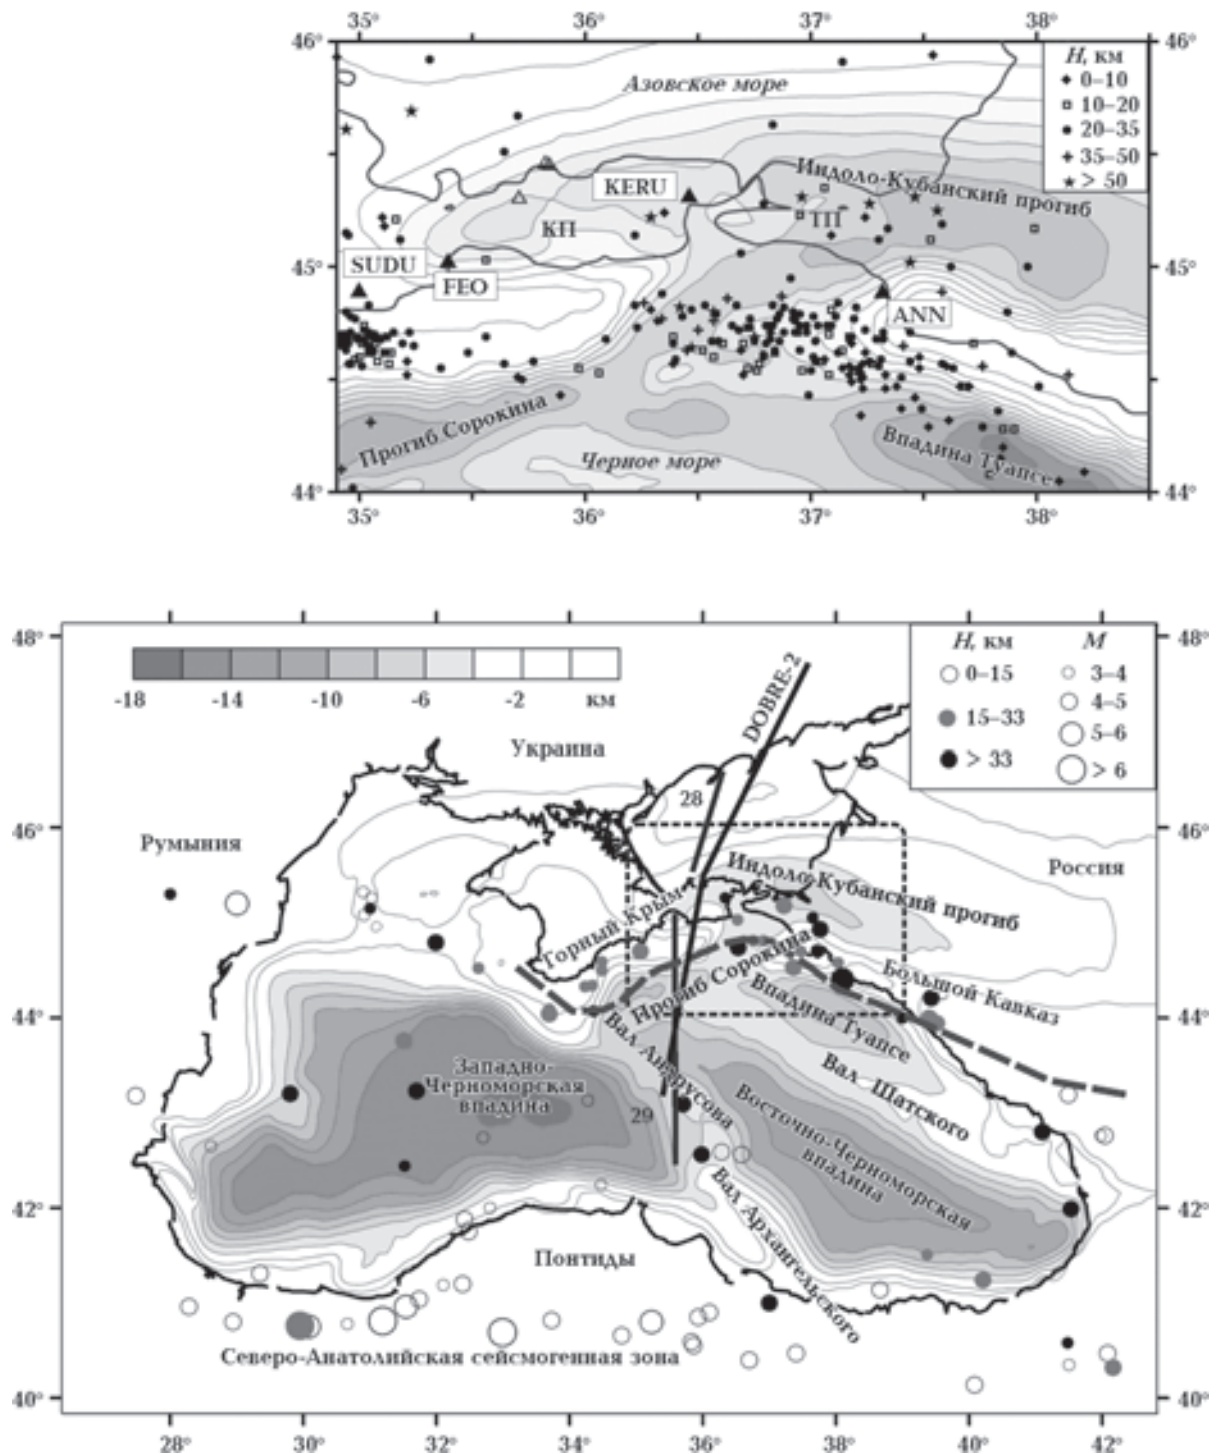 35° 36° 37° 38°
46° 46°
Азовское море
H, км
0–10
10–20
20–35
35–50
> 50
Индоло-Кубанский прогиб
KERU
КП
ТП
SUDU
45° 45°
FEO
ANN
Прогиб Сорокина
Впадина Туапсе
Черное море
44° 44°
35° 36° 37° 38°
48° 48°
-18 -14 -10 -6 -2 км
H, км M
0–15 3–4
15–33 4–5
> 33 5–6
> 6
DOBRE-2
Украина
28
46° 46°
Румыния
Россия
Индоло-Кубанский прогиб
Горный Крым
Прогиб Сорокина
Большой Кавказ
Впадина Туапсе
44° 44°
Вал Андрусова
Вал Шатского
Западно-
Черноморская
впадина
29
Восточно-Черноморская
впадина
42° 42°
Вал Архангельского
Понтиды
Северо-Анатолийская сейсмогенная зона
40° 40°
28° 30° 32° 34° 36° 38° 40° 42°